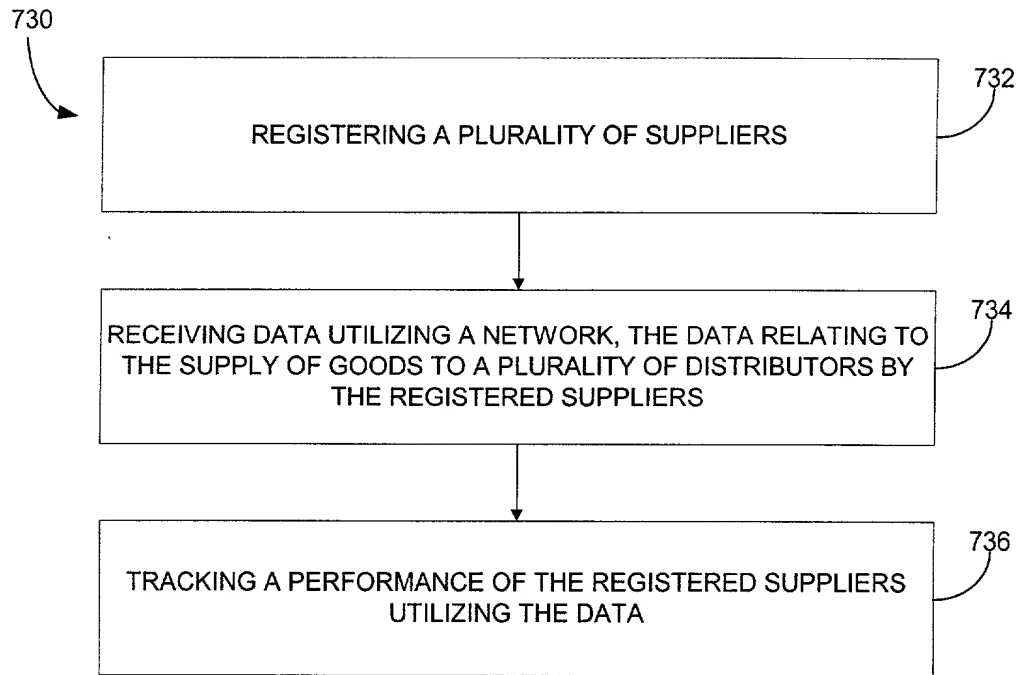 730
732
REGISTERING A PLURALITY OF SUPPLIERS
734
RECEIVING DATA UTILIZING A NETWORK, THE DATA RELATING TO
THE SUPPLY OF GOODS TO A PLURALITY OF DISTRIBUTORS BY
THE REGISTERED SUPPLIERS
736
TRACKING A PERFORMANCE OF THE REGISTERED SUPPLIERS
UTILIZING THE DATA